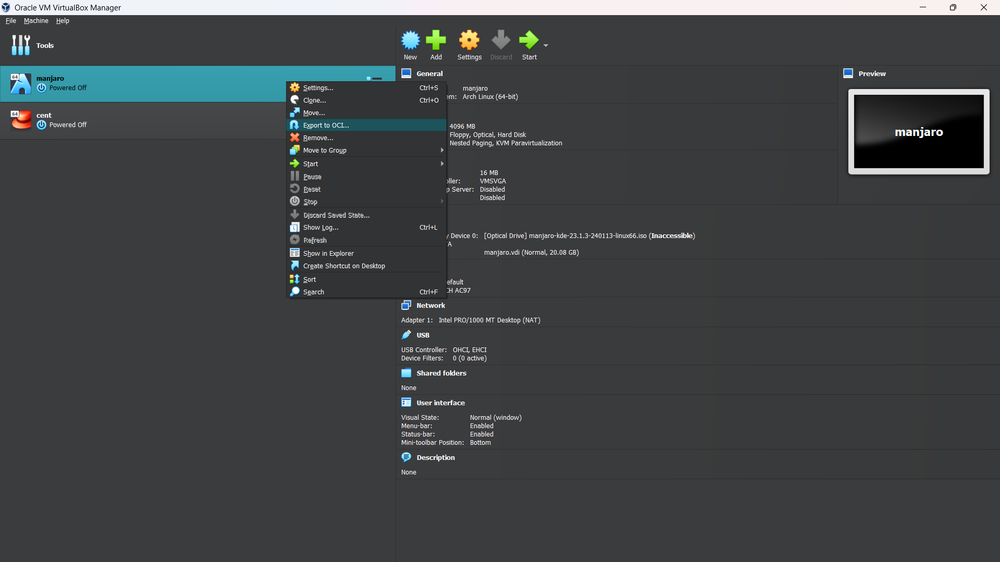 Oracle VM VirtualBox Manager
File Machine Help
Tools
New Add Settings Discard Start
64 manjaro
Powered Off
64 cent
Powered Off
Settings... Ctrl+S
Clone... Ctrl+O
Move...
Export to OCI...
Remove...
Move to Group
Start
Pause
Reset
Stop
Discard Saved State...
Show Log... Ctrl+L
Refresh
Show in Explorer
Create Shortcut on Desktop
Sort
Search Ctrl+F
General
manjaro
em: Arch Linux (64-bit)
4096 MB
Floppy, Optical, Hard Disk
Nested Paging, KVM Paravirtualization
16 MB
oller: VMSVGA
p Server: Disabled
Disabled
y Device 0: [Optical Drive] manjaro-kde-23.1.3-240113-linux66.iso (Inaccessible)
TA
manjaro.vdi (Normal, 20.08 GB)
efault
CH AC97
Network
Adapter 1: Intel PRO/1000 MT Desktop (NAT)
USB
USB Controller: OHCI, EHCI
Device Filters: 0 (0 active)
Shared folders
None
User interface
Visual State: Normal (window)
Menu-bar: Enabled
Status-bar: Enabled
Mini-toolbar Position: Bottom
Description
None
Preview
manjaro